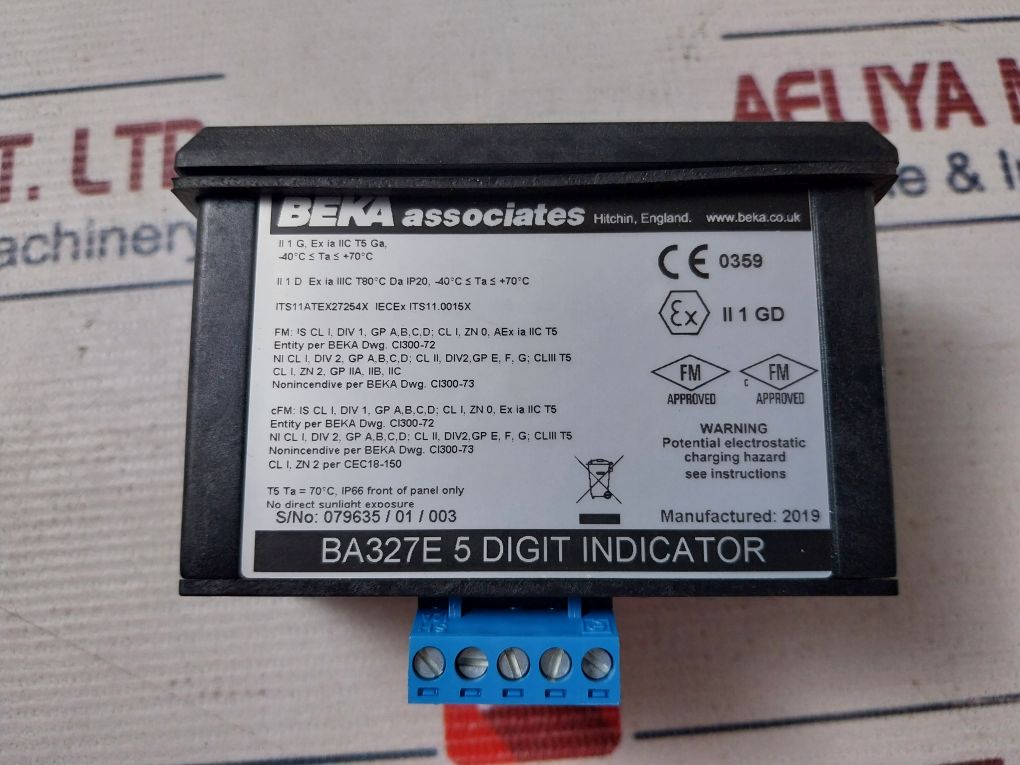 T. LTD
achinery
AELIYA M
e & In
BEKA associates Hitchin, England. www.beka.co.uk
II 1 G, Ex ia IIC T5 Ga,
-40°C ≤ Ta ≤ +70°C
II 1 D Ex ia IIIC T80°C Da IP20, -40°C ≤ Ta ≤ +70°C
ITS11ATEX27254X IECEx ITS11.0015X
FM: IS CL I, DIV 1, GP A,B,C,D; CL I, ZN 0, AEx ia IIC T5
Entity per BEKA Dwg. CI300-72
NI CL I, DIV 2, GP A,B,C,D; CL II, DIV2,GP E, F, G; CLIII T5
CL I, ZN 2, GP IIA, IIB, IIC
Nonincendive per BEKA Dwg. CI300-73
cFM: IS CL I, DIV 1, GP A,B,C,D; CL I, ZN 0, Ex ia IIC T5
Entity per BEKA Dwg. CI300-72
NI CL I, DIV 2, GP A,B,C,D; CL II, DIV2,GP E, F, G; CLIII T5
Nonincendive per BEKA Dwg. CI300-73
CL I, ZN 2 per CEC18-150
T5 Ta = 70°C, IP66 front of panel only
No direct sunlight exposure
S/No: 079635 / 01 / 003
CE 0359
Ex II 1 GD
FM FM
APPROVED c APPROVED
WARNING
Potential electrostatic
charging hazard
see instructions
Manufactured: 2019
BA327E 5 DIGIT INDICATOR